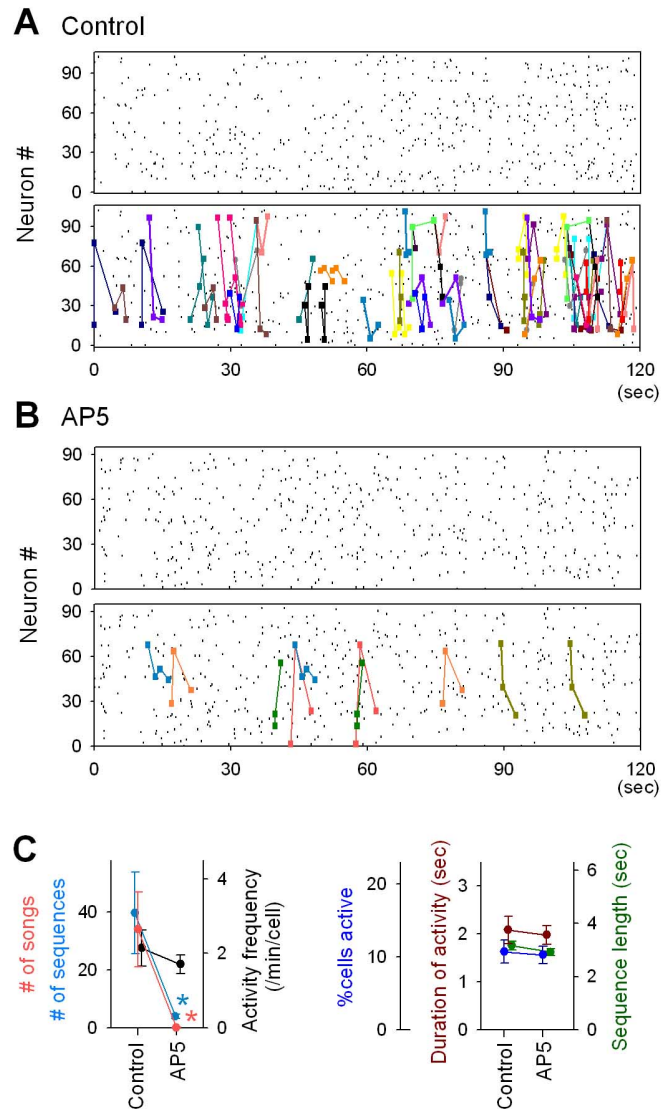 A Control
Neuron #
90
60
30
0
90
60
30
0
0 30 60 90 120
(sec)
B AP5
Neuron #
90
60
30
0
90
60
30
0
0 30 60 90 120
(sec)
C
# of songs
# of sequences
40
20
0
*
*
4
2
0
Activity frequency
(/min/cell)
Control
AP5
%cells active
20
10
0
Duration of activity (sec)
3
2
1
0
6
4
2
0
Sequence length (sec)
Control
AP5